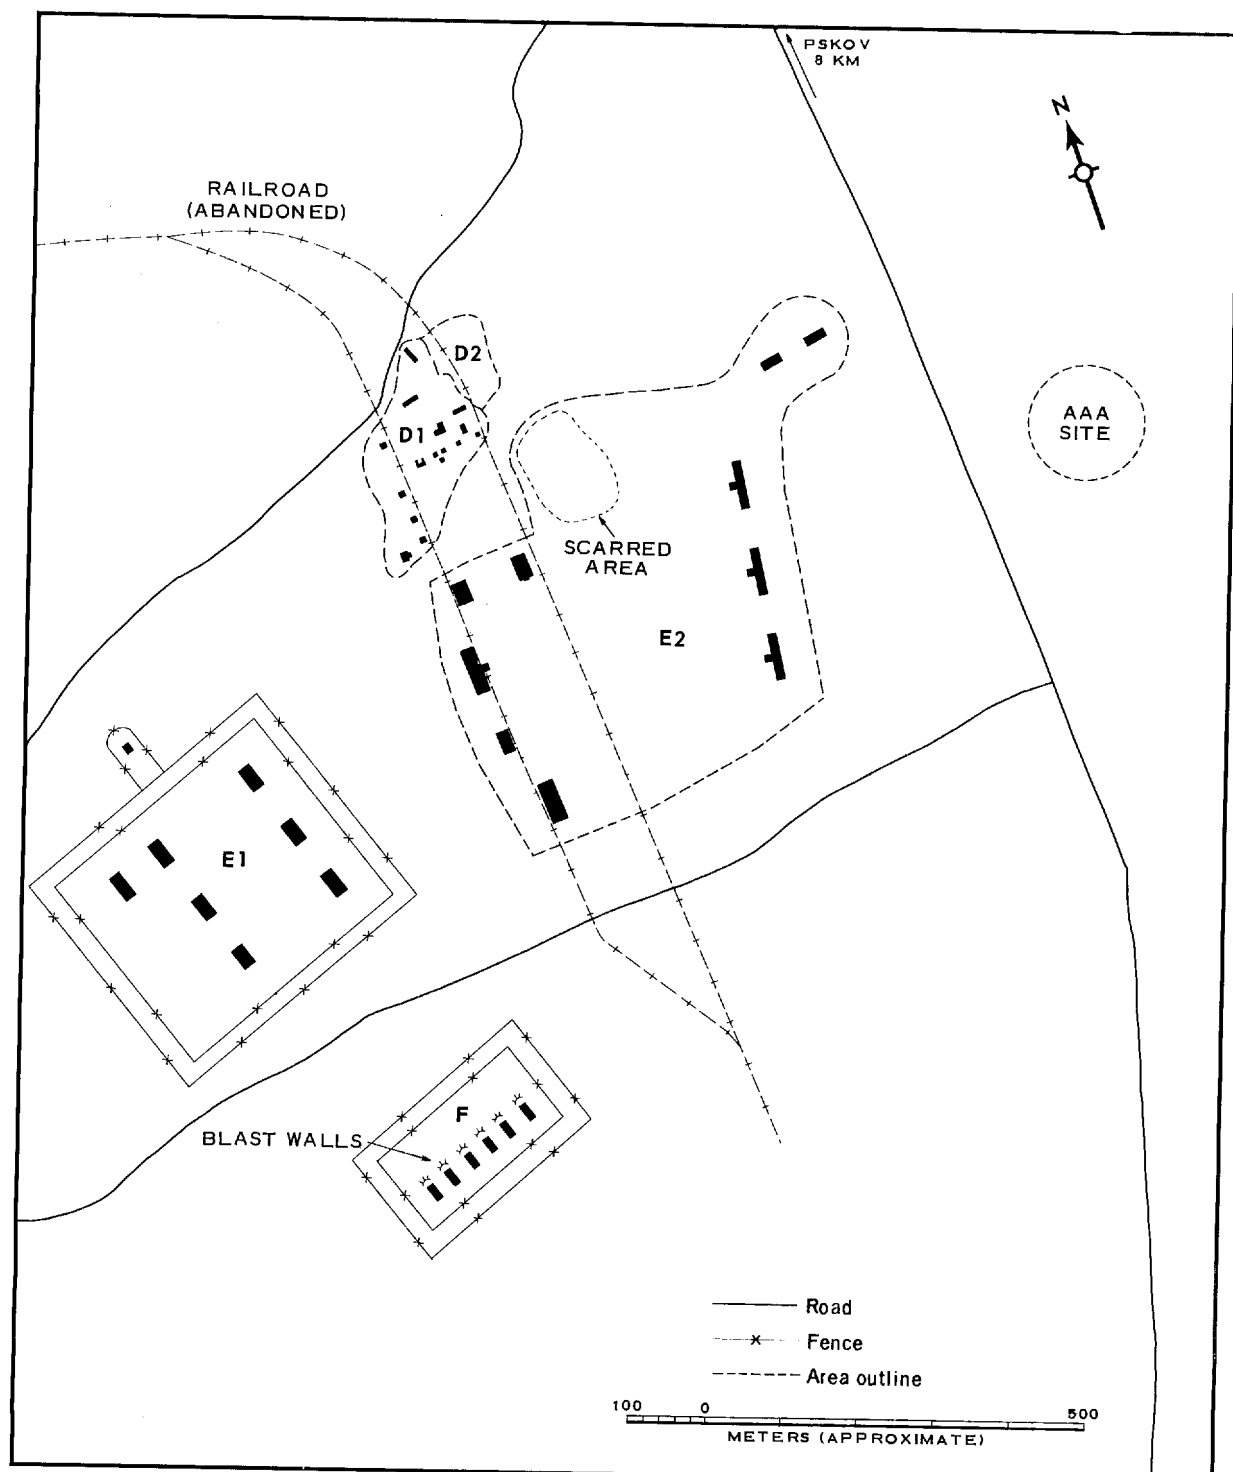 PSKOV
8 KM
N
RAILROAD
(ABANDONED)
D2
D1
AAA
SITE
SCARRED
AREA
E2
E1
F
BLAST WALLS
Road
Fence
Area outline
100 0 500
METERS (APPROXIMATE)